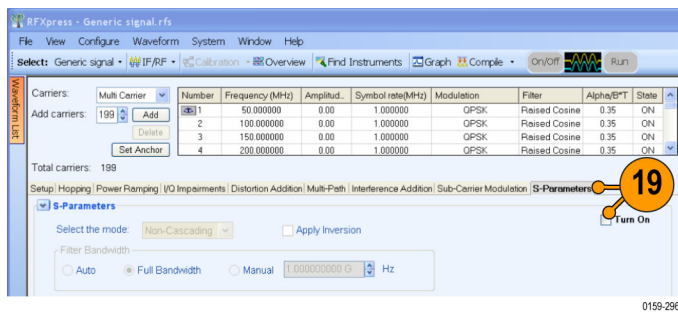 RFXpress - Generic signal.rfs
File View Configure Waveform System Window Help
Select: Generic signal IF/RF Calibration Overview Find Instruments Graph Compile On/Off Run
Waveform List
Carriers: Multi Carrier
Add carriers: 199 Add
Delete
Set Anchor
Total carriers: 199
Number Frequency (MHz) Amplitud.. Symbol rate(MHz) Modulation Filter Alpha/B*T State
1 50.000000 0.00 1.000000 QPSK Raised Cosine 0.35 ON
2 100.000000 0.00 1.000000 QPSK Raised Cosine 0.35 ON
3 150.000000 0.00 1.000000 QPSK Raised Cosine 0.35 ON
4 200.000000 0.00 1.000000 QPSK Raised Cosine 0.35 ON
Setup Hopping Power Ramping I/Q Impairments Distortion Addition Multi-Path Interference Addition Sub-Carrier Modulation S-Parameters
19
S-Parameters
Turn On
Select the mode: Non-Cascading Apply Inversion
Filter Bandwidth
Auto Full Bandwidth Manual 1.000000000 G Hz
0159-296